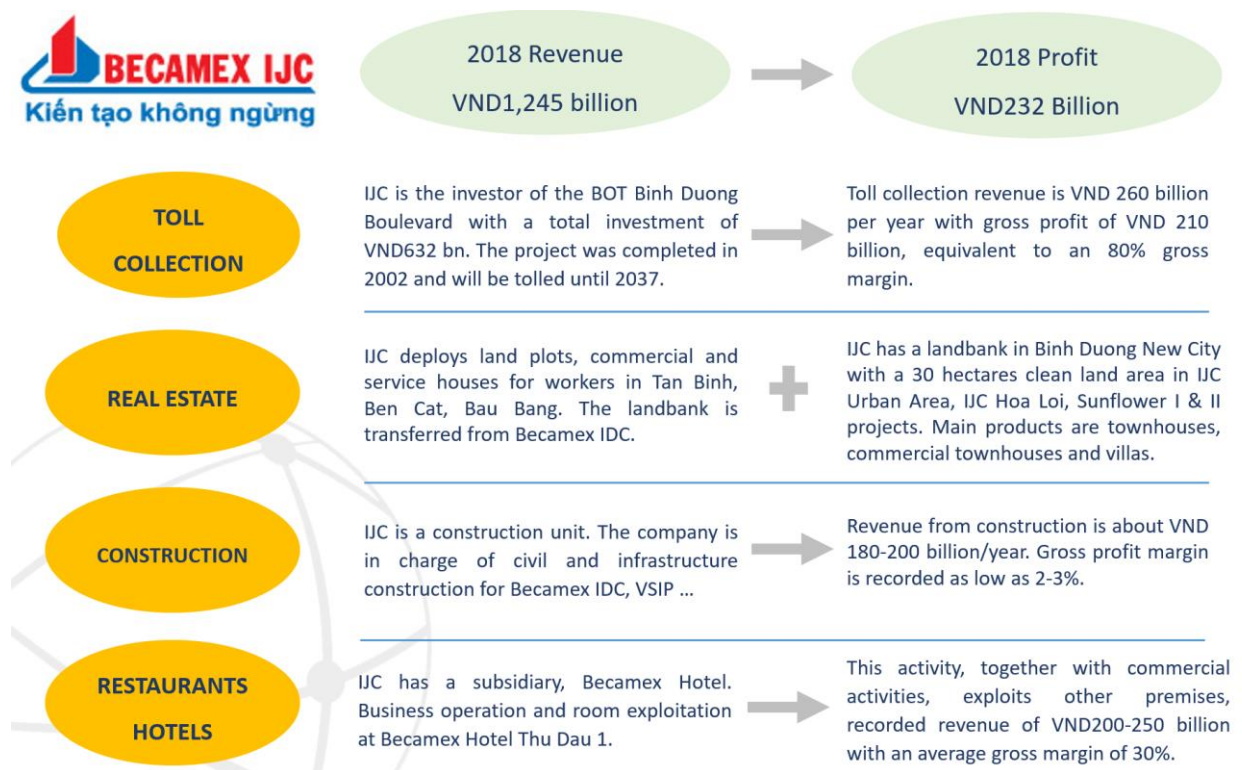 BECAMEX IJC
Kiến tạo không ngừng
2018 Revenue
VND1,245 billion
2018 Profit
VND232 Billion
TOLL
COLLECTION
IJC is the investor of the BOT Binh Duong
Boulevard with a total investment of
VND632 bn. The project was completed in
2002 and will be tolled until 2037.
Toll collection revenue is VND 260 billion
per year with gross profit of VND 210
billion, equivalent to an 80% gross
margin.
REAL ESTATE
IJC deploys land plots, commercial and
service houses for workers in Tan Binh,
Ben Cat, Bau Bang. The landbank is
transferred from Becamex IDC.
IJC has a landbank in Binh Duong New City
with a 30 hectares clean land area in IJC
Urban Area, IJC Hoa Loi, Sunflower I & II
projects. Main products are townhouses,
commercial townhouses and villas.
CONSTRUCTION
IJC is a construction unit. The company is
in charge of civil and infrastructure
construction for Becamex IDC, VSIP ...
Revenue from construction is about VND
180-200 billion/year. Gross profit margin
is recorded as low as 2-3%.
RESTAURANTS
HOTELS
IJC has a subsidiary, Becamex Hotel.
Business operation and room exploitation
at Becamex Hotel Thu Dau 1.
This activity, together with commercial
activities, exploits other premises,
recorded revenue of VND200-250 billion
with an average gross margin of 30%.